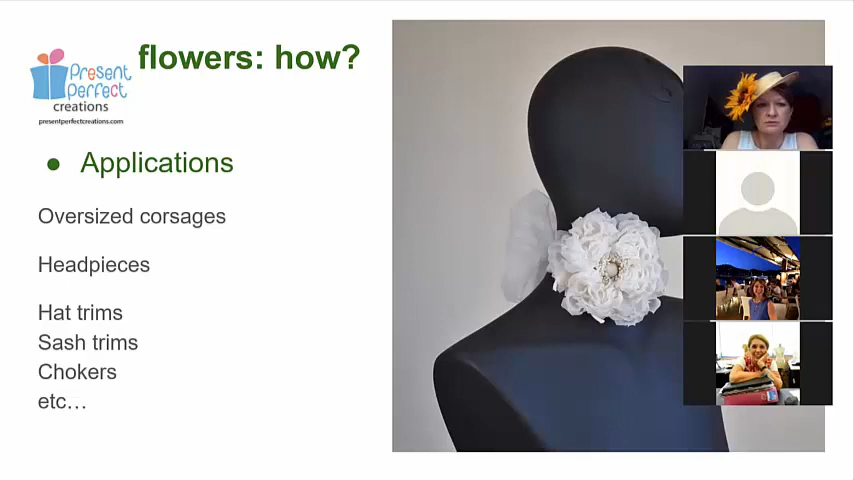 flowers: how?
Present
Perfect
creations
presentperfectcreations.com
● Applications
Oversized corsages
Headpieces
Hat trims
Sash trims
Chokers
etc…